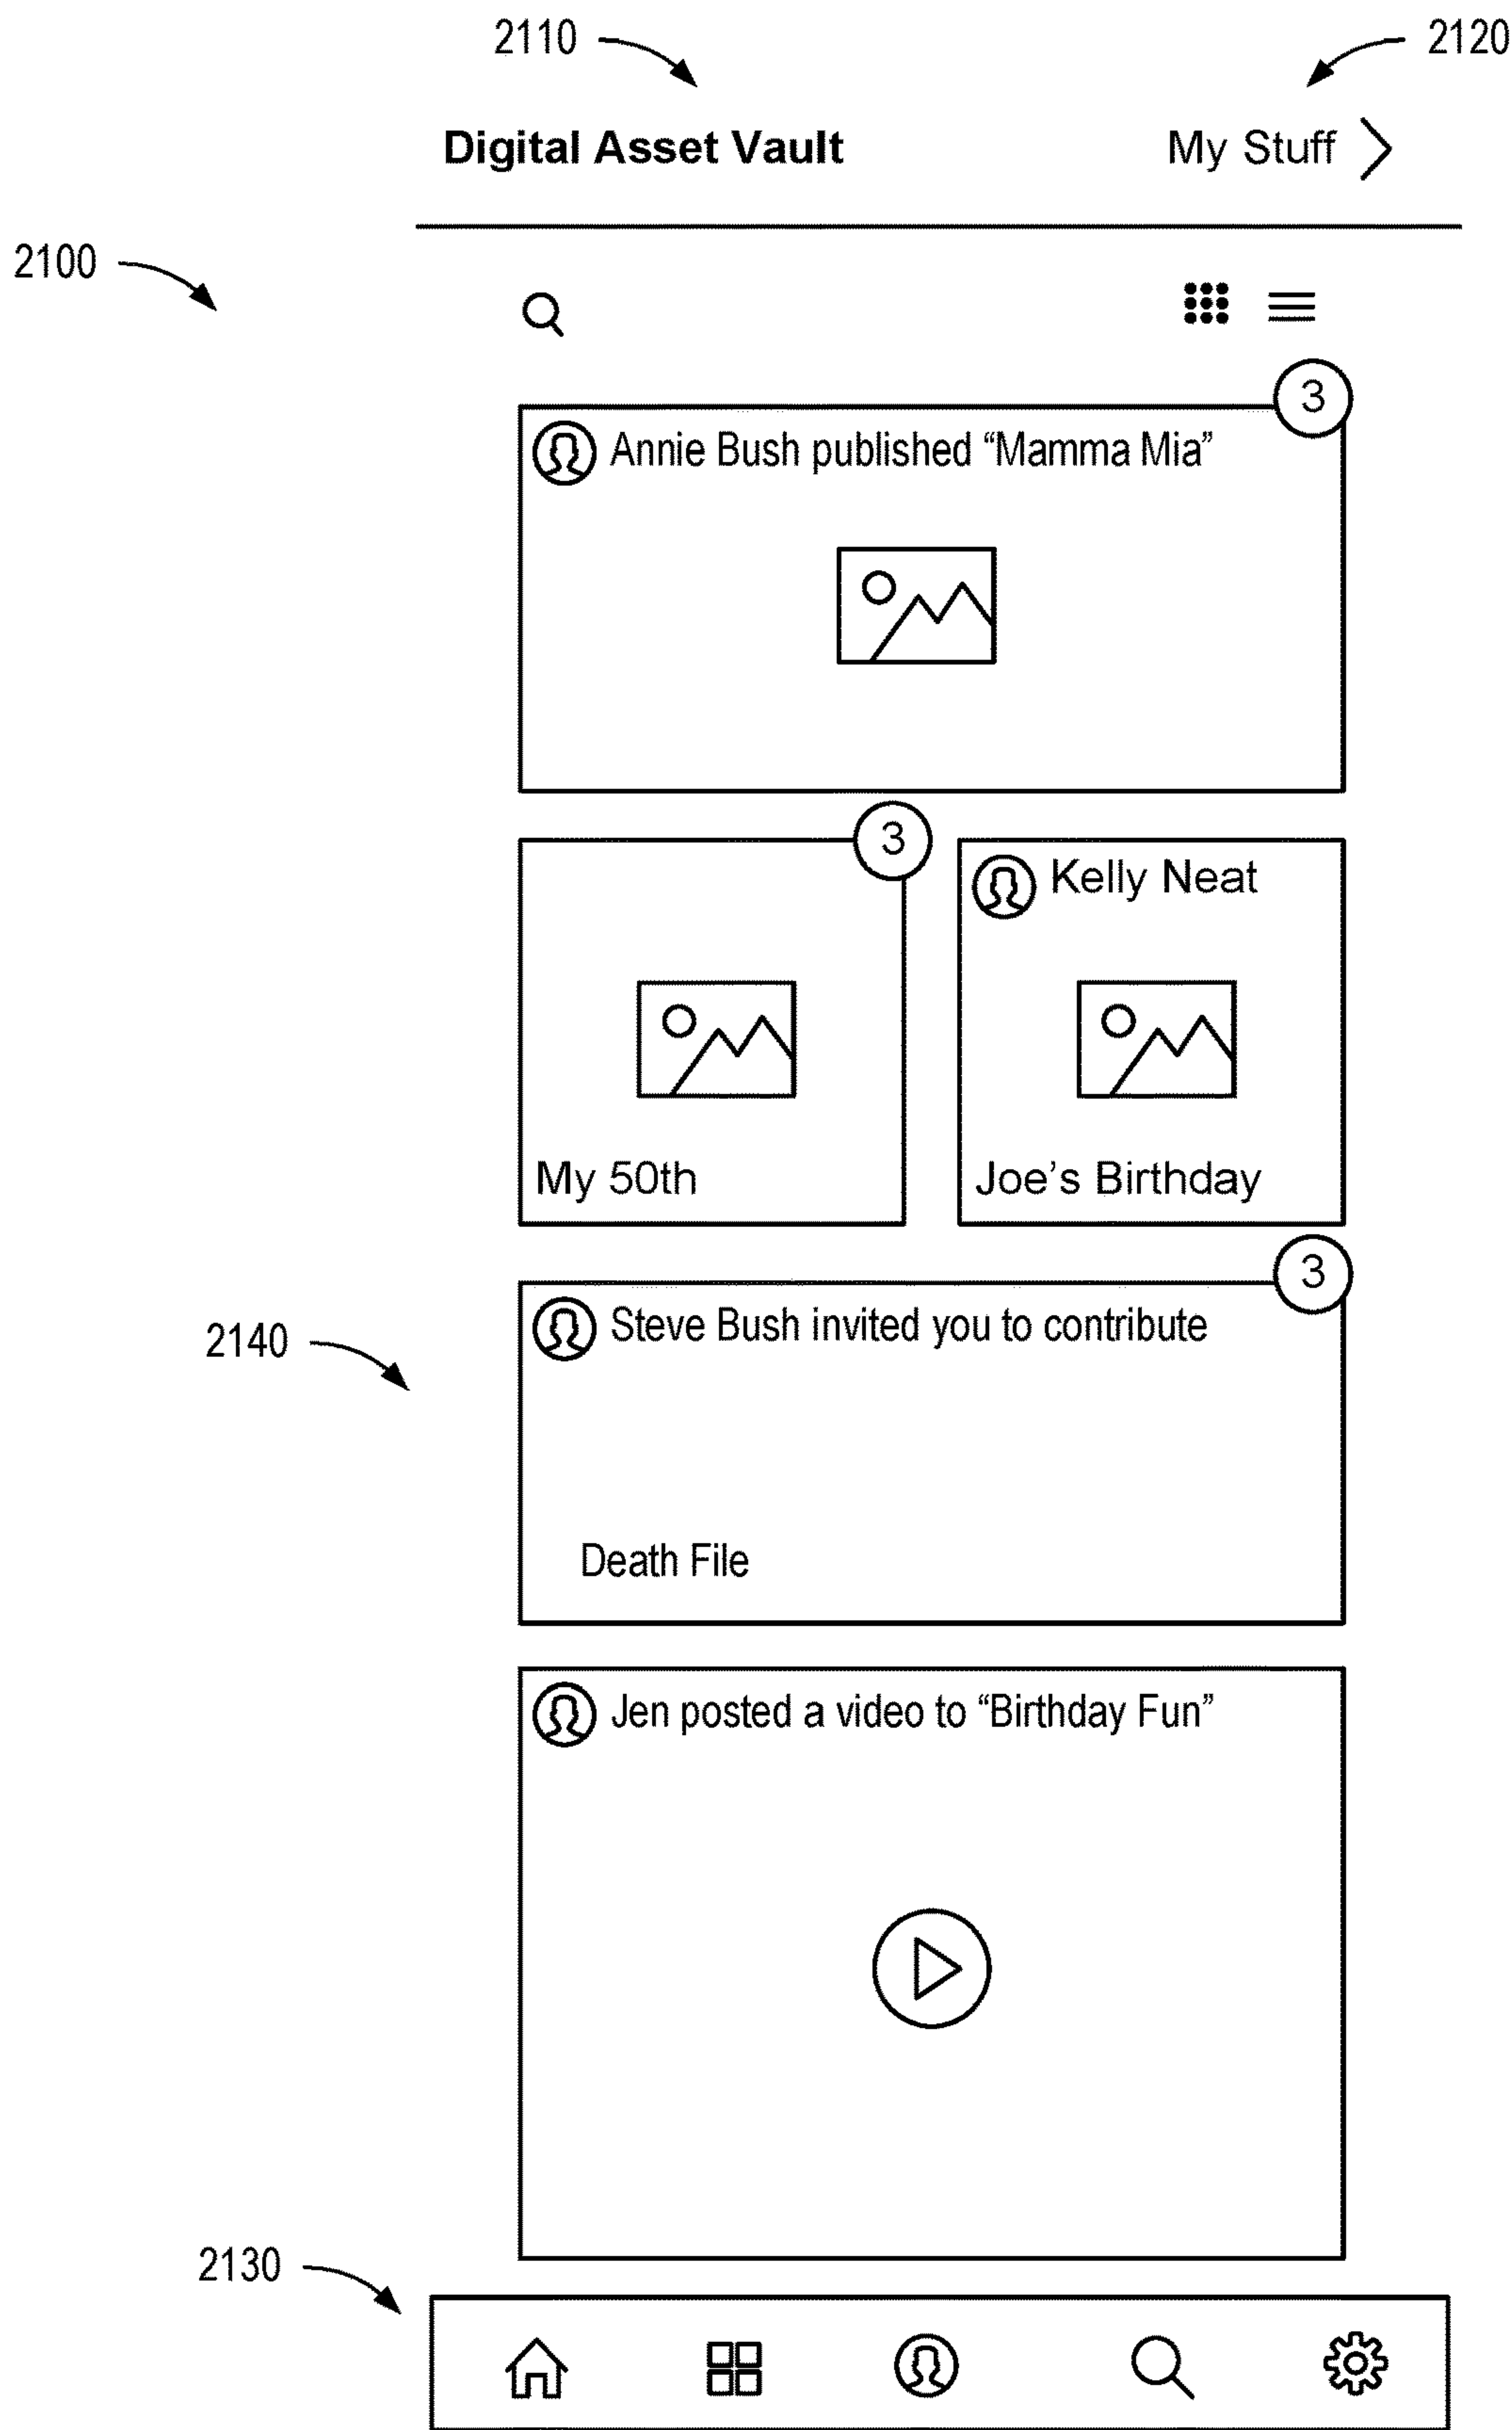 2110
2120
Digital Asset Vault
My Stuff
2100
3
Annie Bush published “Mamma Mia”
3
Kelly Neat
My 50th
Joe’s Birthday
3
Steve Bush invited you to contribute
2140
Death File
Jen posted a video to “Birthday Fun”
2130